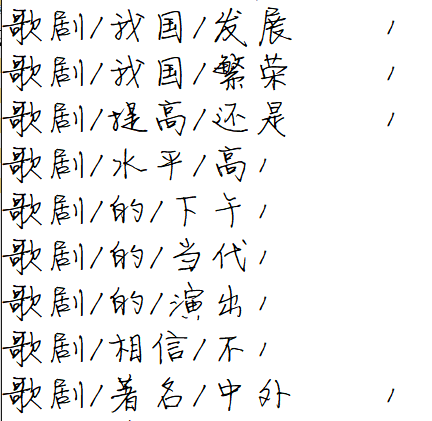 歌剧/我国/发展 /
歌剧/我国/繁荣 /
歌剧/提高/还是 /
歌剧/水平/高/
歌剧/的/下午/
歌剧/的/当代/
歌剧/的/演出/
歌剧/相信/不/
歌剧/著名/中外 /